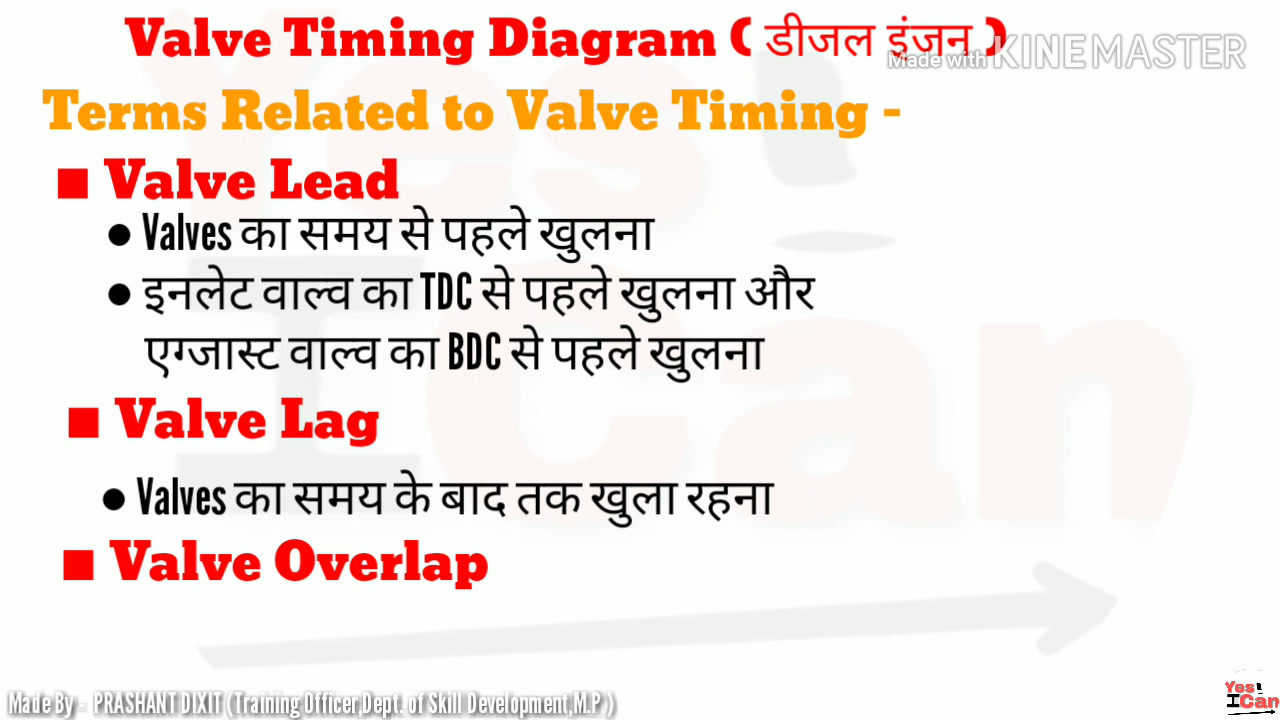 Valve Timing Diagram ( डीजल इंजन )
Made with KINEMASTER
Terms Related to Valve Timing -
■ Valve Lead
● Valves का समय से पहले खुलना
● इनलेट वाल्व का TDC से पहले खुलना और
एग्जास्ट वाल्व का BDC से पहले खुलना
■ Valve Lag
● Valves का समय के बाद तक खुला रहना
■ Valve Overlap
Yes!
I Can
Made By - PRASHANT DIXIT (Training Officer,Dept. of Skill Development,M.P )
Yes!
I Can